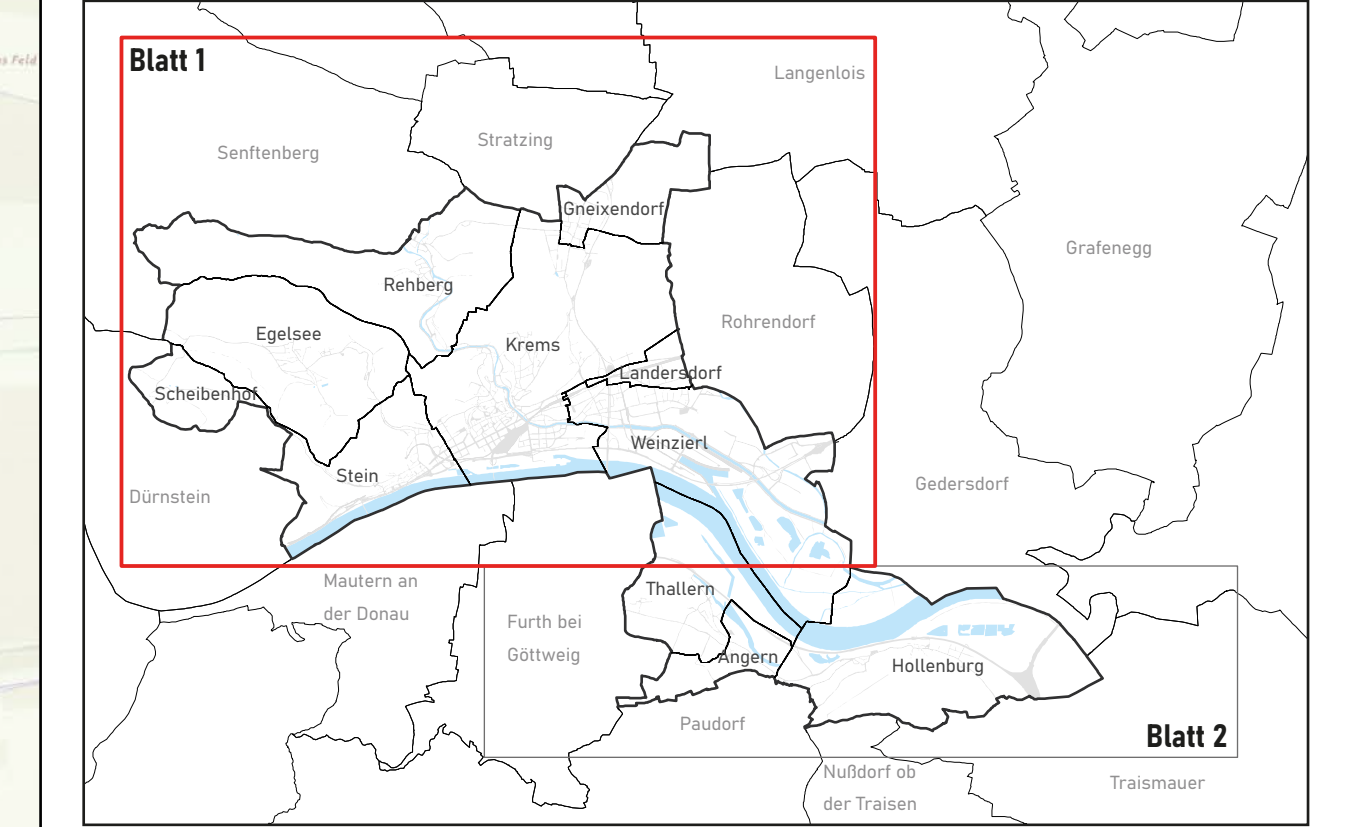 s Feld
Blatt 1
Langenlois
Stratzing
Senftenberg
Gneixendorf
Grafenegg
Rehberg
Rohrendorf
Egelsee
Krems
Landersdorf
Scheibenhof
Weinzierl
Stein
Gedersdorf
Dürnstein
Mautern an
der Donau
Thallern
Furth bei
Göttweig
Angern
Hollenburg
Paudorf
Blatt 2
Nußdorf ob
der Traisen
Traismauer